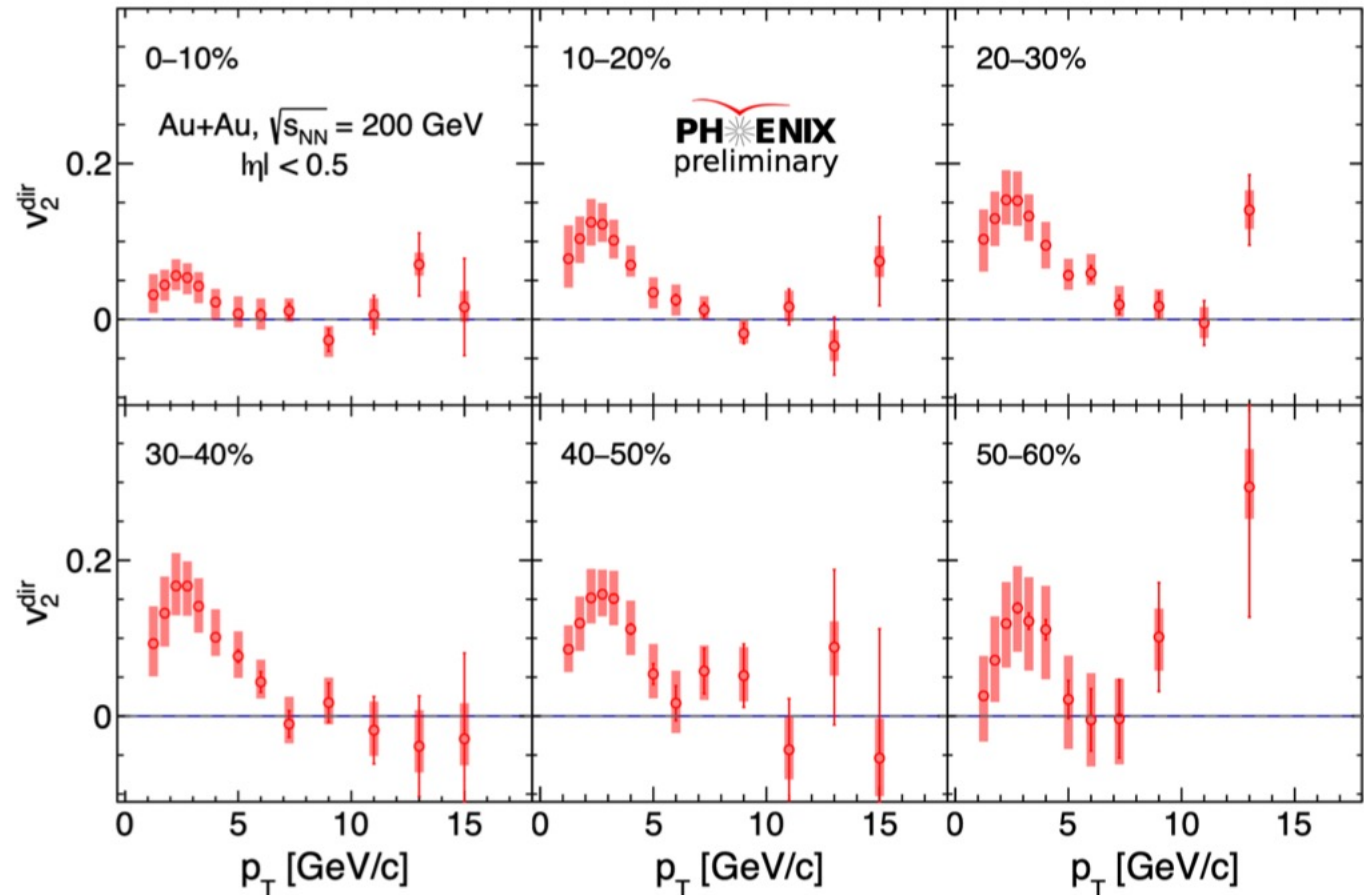 0–10%
10–20%
20–30%
Au+Au, √s_NN = 200 GeV
|η| < 0.5
PHENIX
preliminary
0.2
v_2^dir
0
30–40%
40–50%
50–60%
0.2
v_2^dir
0
0 5 10 15
0 5 10 15
0 5 10 15
p_T [GeV/c]
p_T [GeV/c]
p_T [GeV/c]